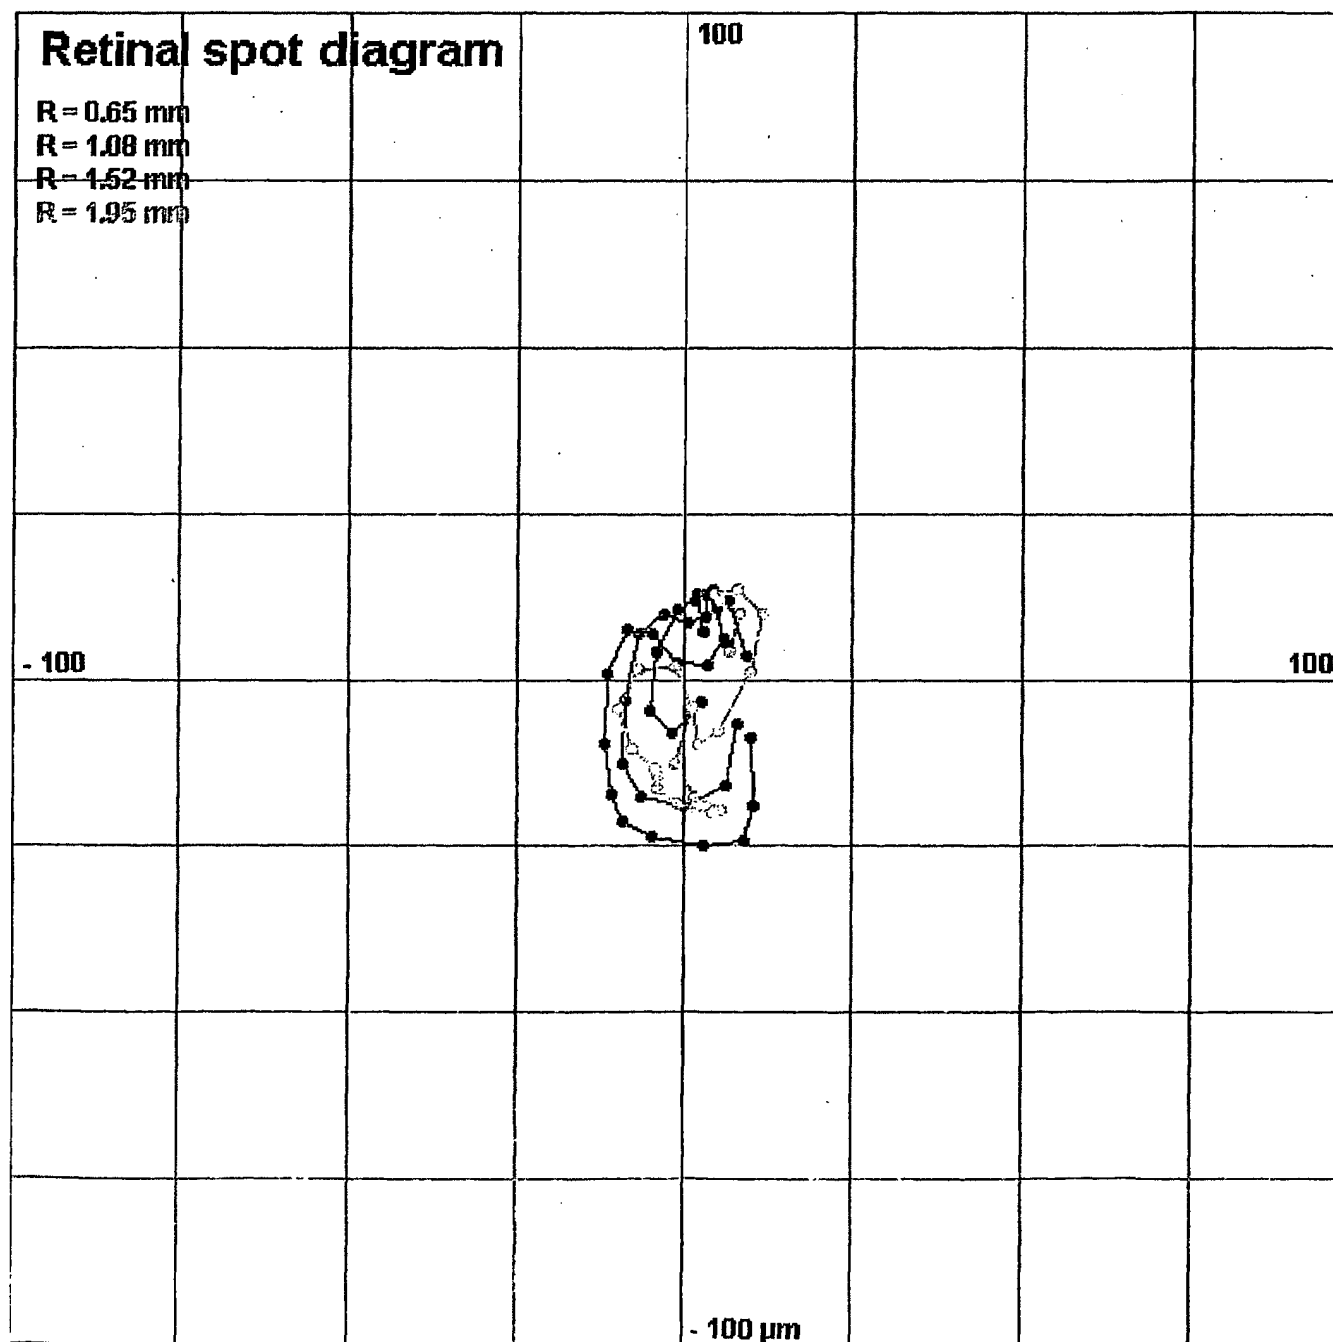 Retinal spot diagram
100
R = 0.65 mm
R = 1.08 mm
R = 1.52 mm
R = 1.95 mm
- 100
100
- 100 µm